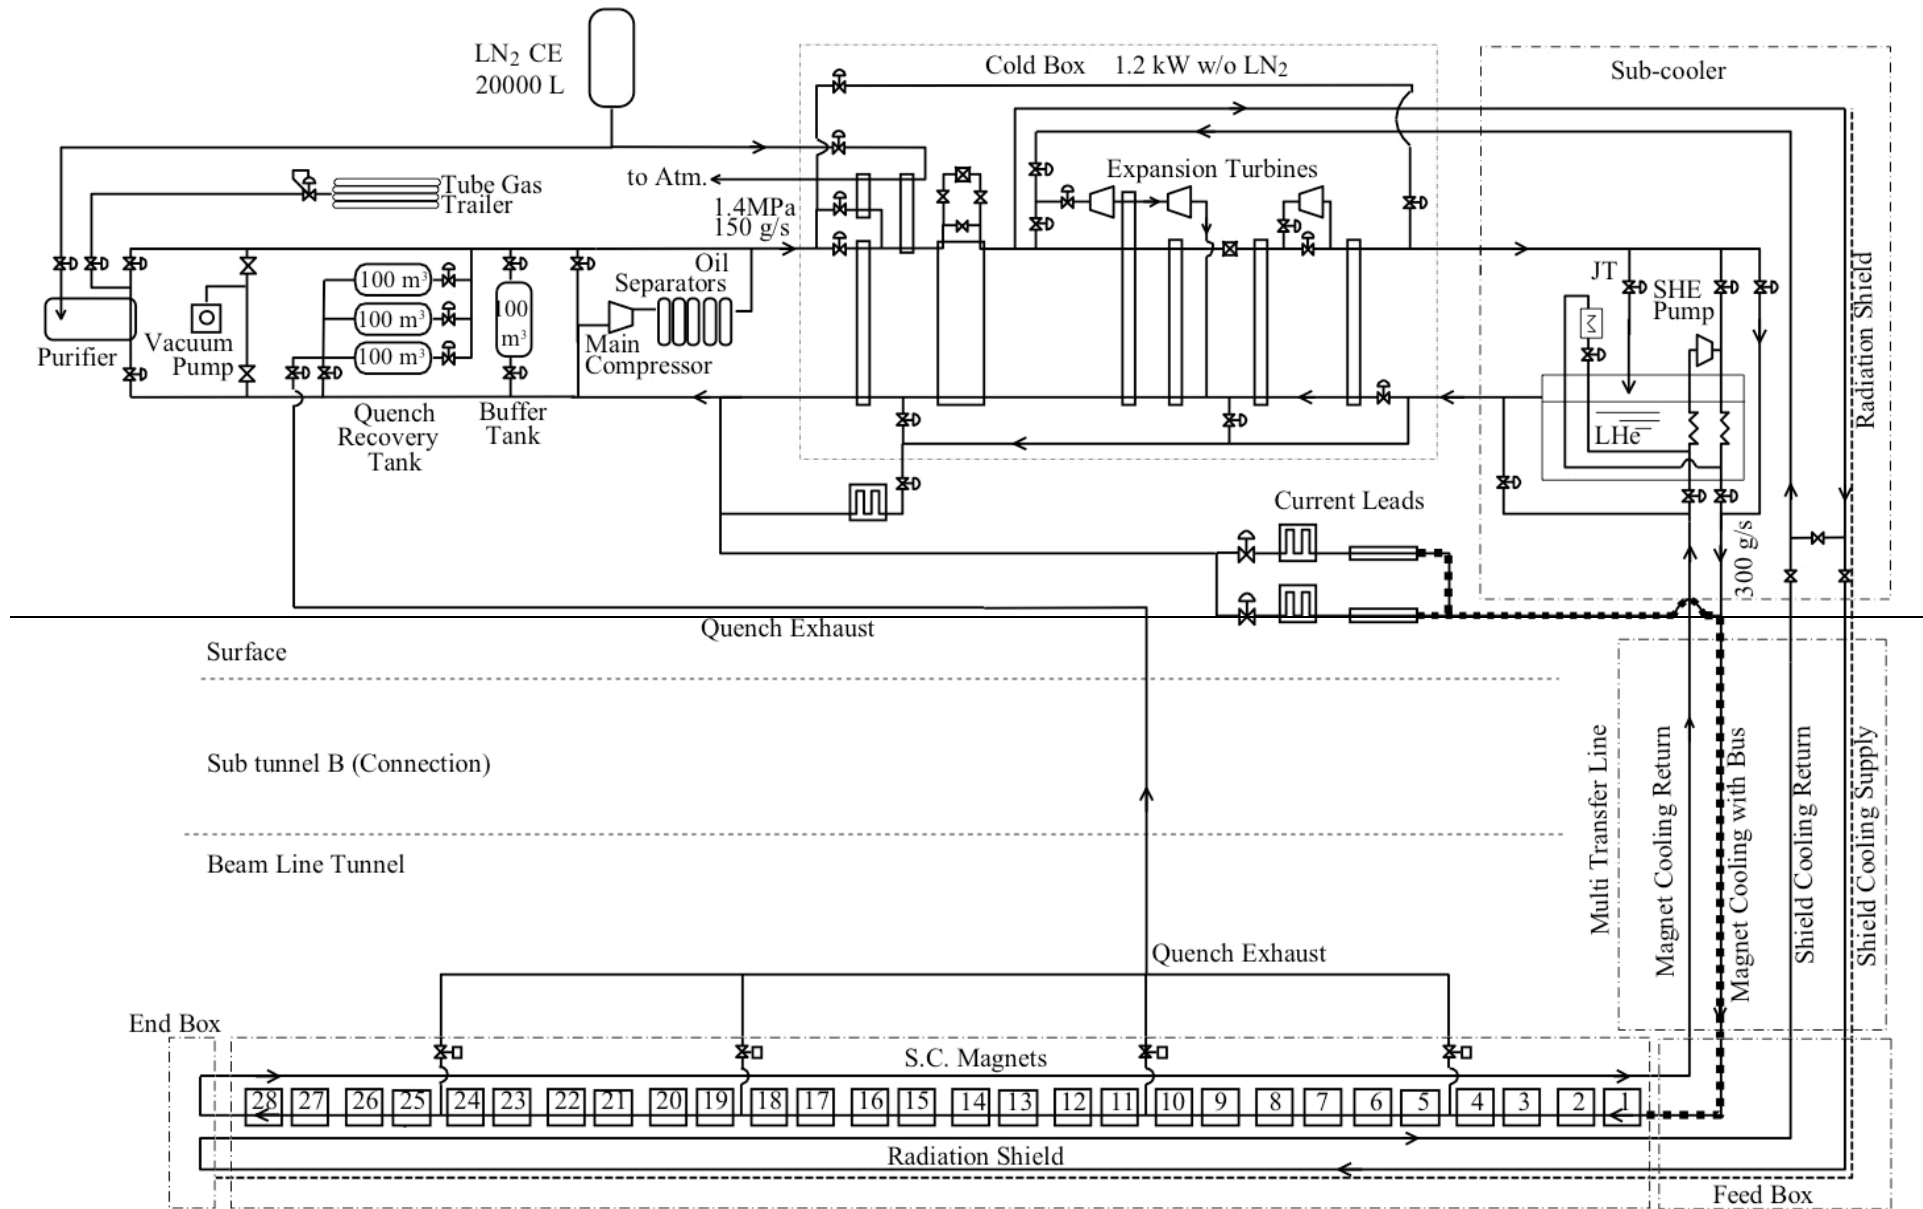 LN2 CE
20000 L
Cold Box 1.2 kW w/o LN2
Sub-cooler
to Atm.
Expansion Turbines
Tube Gas
Trailer
1.4MPa
150 g/s
Oil
Separators
100 m³
100 m³
100 m³
100
m³
JT
SHE
Pump
Radiation Shield
Purifier
Vacuum
Pump
Main
Compressor
Quench
Recovery
Tank
Buffer
Tank
LHe
Current Leads
300 g/s
Quench Exhaust
Surface
Sub tunnel B (Connection)
Beam Line Tunnel
Multi Transfer Line
Magnet Cooling Return
Magnet Cooling with Bus
Shield Cooling Return
Shield Cooling Supply
Quench Exhaust
End Box
S.C. Magnets
28 27 26 25 24 23 22 21 20 19 18 17 16 15 14 13 12 11 10 9 8 7 6 5 4 3 2 1
Radiation Shield
Feed Box